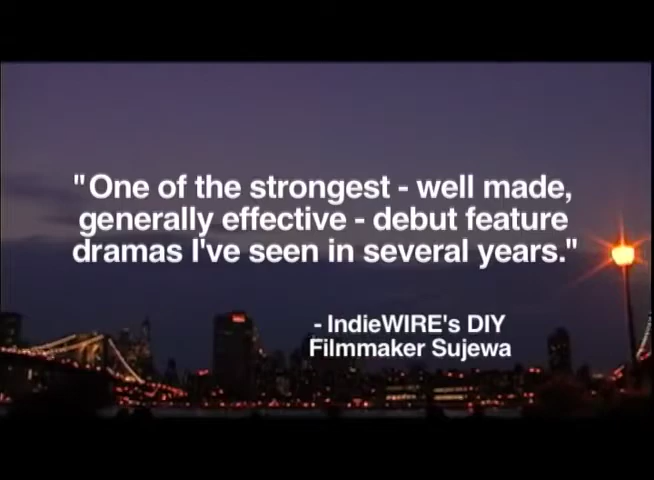 "One of the strongest - well made,
generally effective - debut feature
dramas I've seen in several years."
- IndieWIRE's DIY
Filmmaker Sujewa